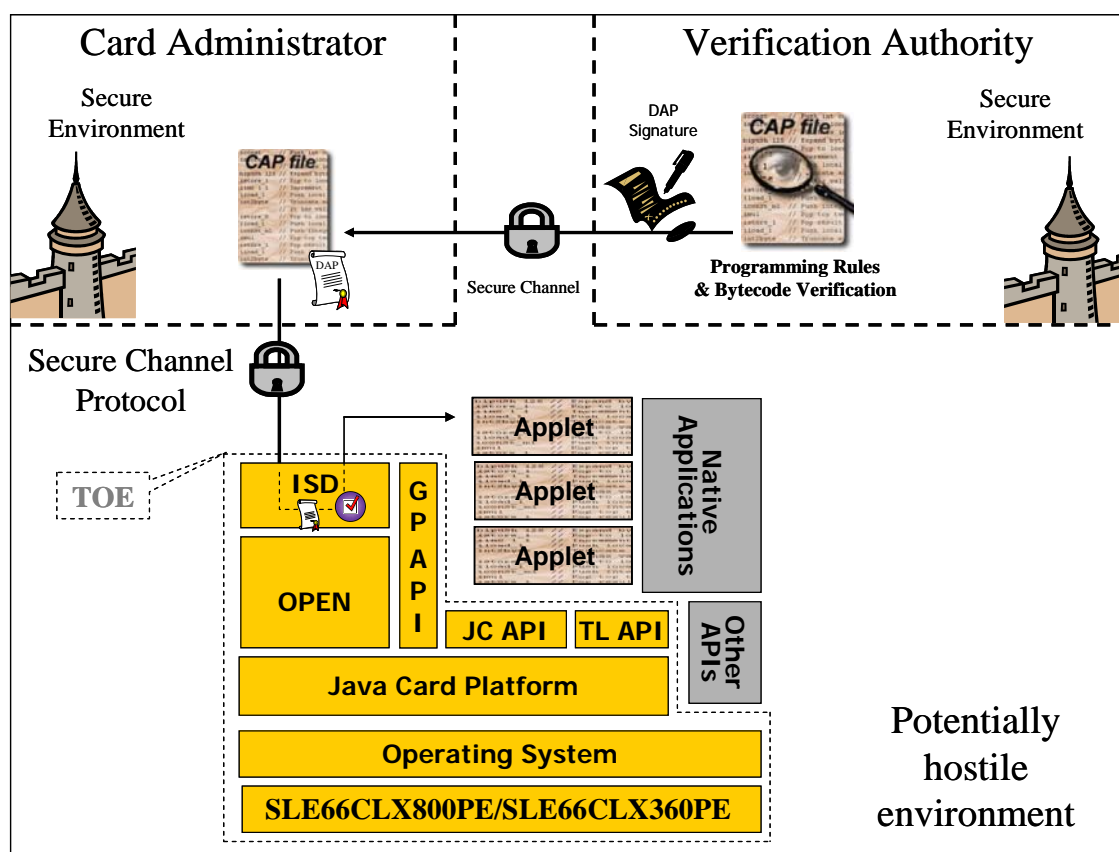 Card Administrator
Verification Authority
Secure
Environment
DAP
Signature
Secure
Environment
CAP file
CAP file
DAP
Secure Channel
Programming Rules
& Bytecode Verification
Secure Channel
Protocol
TOE
ISD
GP API
Applet
Applet
Applet
Native
Applications
OPEN
JC API
TL API
Other
APIs
Java Card Platform
Operating System
SLE66CLX800PE/SLE66CLX360PE
Potentially
hostile
environment